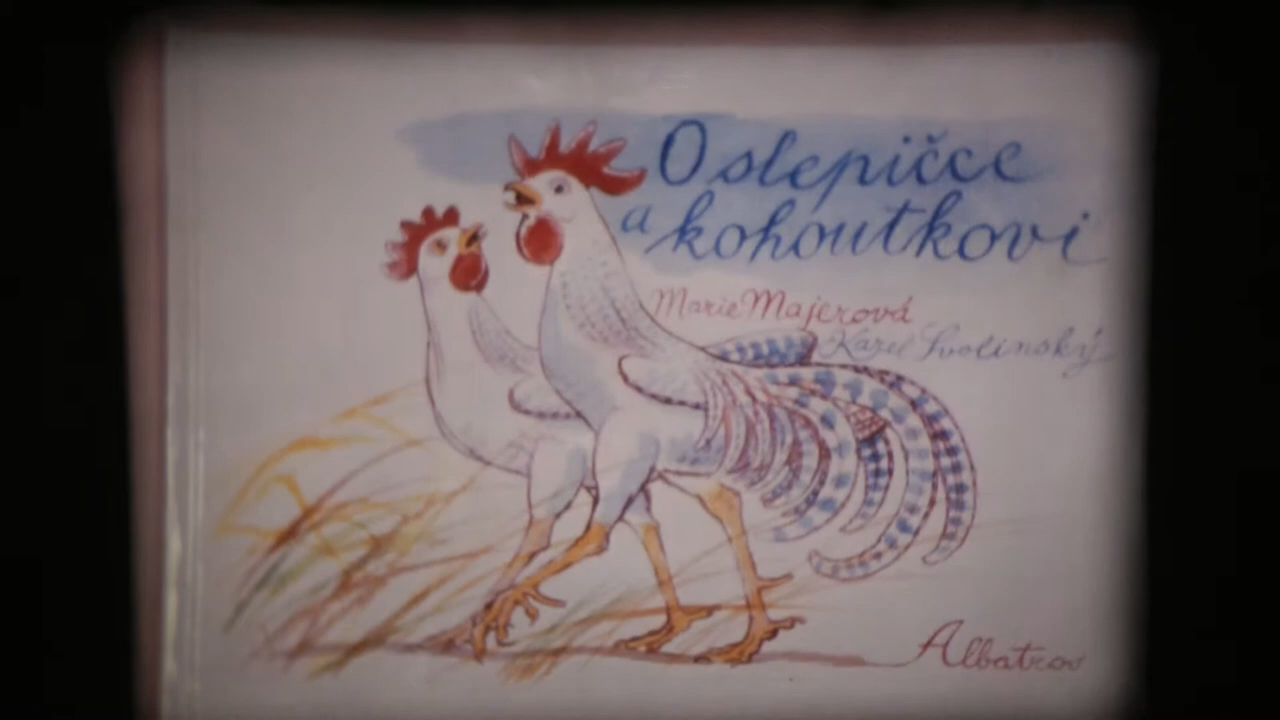 O slepičce
a kohoutkovi
Marie Majerová
Karel Svolinský
Albatros